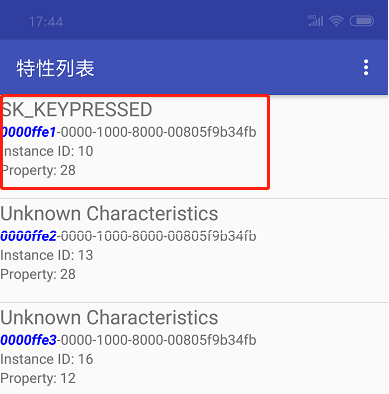 17:44
特性列表
SK_KEYPRESSED
0000ffe1-0000-1000-8000-00805f9b34fb
Instance ID: 10
Property: 28
Unknown Characteristics
0000ffe2-0000-1000-8000-00805f9b34fb
Instance ID: 13
Property: 28
Unknown Characteristics
0000ffe3-0000-1000-8000-00805f9b34fb
Instance ID: 16
Property: 12